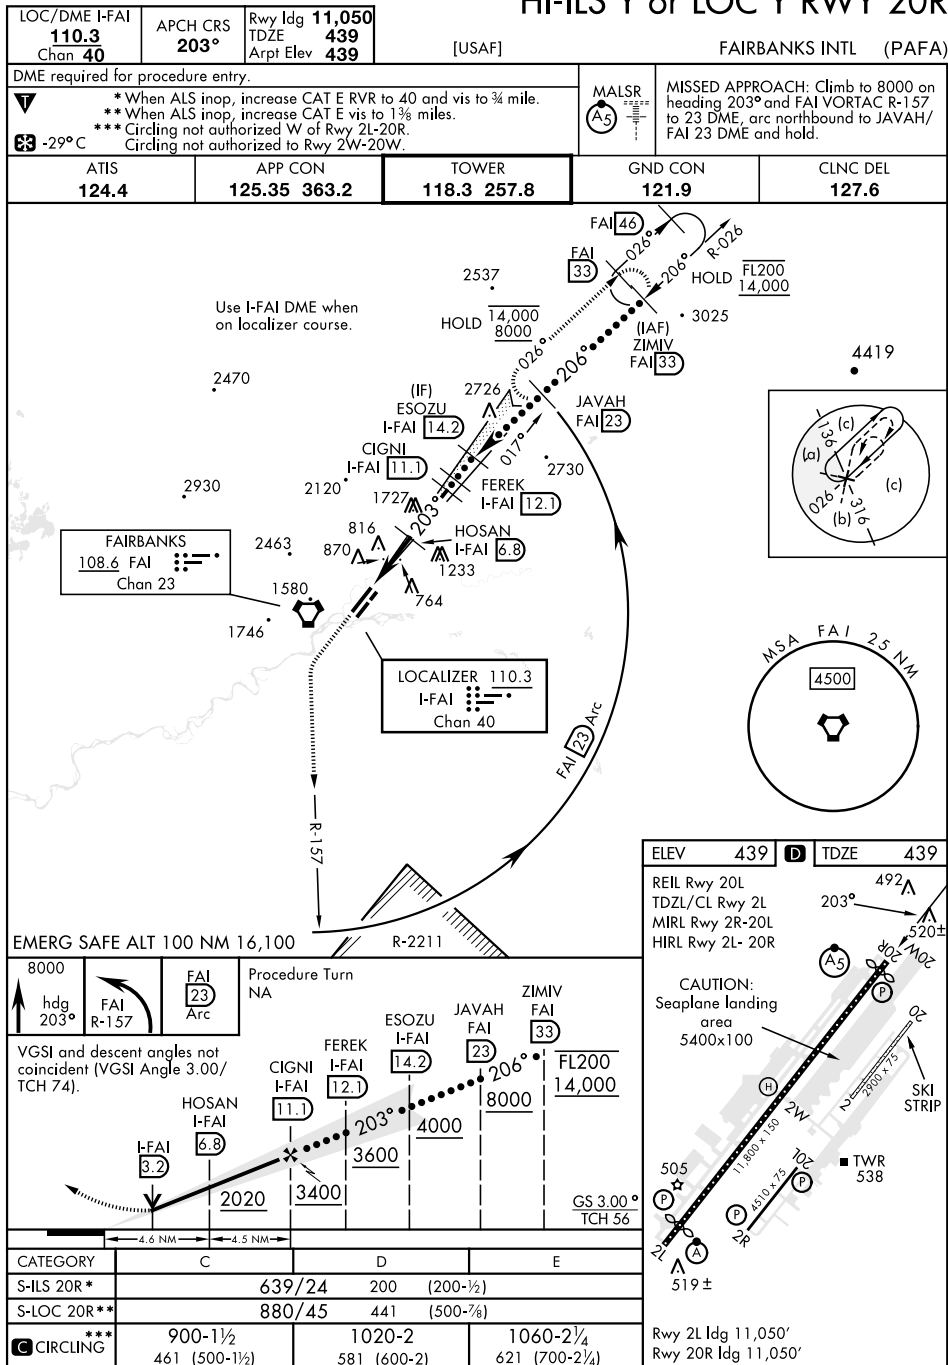 HI-ILS Y or LOC Y RWY 20R
LOC/DME I-FAI
110.3
Chan 40
APCH CRS
203°
Rwy ldg 11,050
TDZE 439
Arpt Elev 439
[USAF]
FAIRBANKS INTL (PAFA)
DME required for procedure entry.
T
-29°C
* When ALS inop, increase CAT E RVR to 40 and vis to ¾ mile.
** When ALS inop, increase CAT E vis to 1⅜ miles.
*** Circling not authorized W of Rwy 2L-20R.
Circling not authorized to Rwy 2W-20W.
MALSR
A5
MISSED APPROACH: Climb to 8000 on
heading 203° and FAI VORTAC R-157
to 23 DME, arc northbound to JAVAH/
FAI 23 DME and hold.
ATIS
124.4
APP CON
125.35 363.2
TOWER
118.3 257.8
GND CON
121.9
CLNC DEL
127.6
FAI 46
026°
R-026
206°
FAI
33
HOLD FL200
14,000
2537
Use I-FAI DME when
on localizer course.
HOLD 14,000
8000
3025
(IAF)
ZIMIV
FAI 33
026°
206°
4419
2470
(IF)
ESOZU
I-FAI 14.2
2726
JAVAH
FAI 23
CIGNI
I-FAI 11.1
017°
2730
136
(c)
(a)
(c)
026
316
(b)
2930
2120
1727
203°
FEREK
I-FAI 12.1
816
HOSAN
I-FAI 6.8
FAIRBANKS
108.6 FAI
Chan 23
2463
870
1233
1580
764
1746
MSA FAI 25 NM
4500
LOCALIZER 110.3
I-FAI
Chan 40
FAI 23 Arc
R-157
EMERG SAFE ALT 100 NM 16,100
R-2211
ELEV 439
D
TDZE 439
REIL Rwy 20L
TDZL/CL Rwy 2L
MIRL Rwy 2R-20L
HIRL Rwy 2L- 20R
492
203°
520±
A5
20R
20W
P
CAUTION:
Seaplane landing
area
5400x100
20
2900 x 75
2
SKI
STRIP
H
2W
11,800 x 150
20L
TWR
538
505
P
P
4510 x 75
P
2R
2L
A
519±
Rwy 2L ldg 11,050'
Rwy 20R ldg 11,050'
8000
hdg
203°
FAI
R-157
FAI
23
Arc
Procedure Turn
NA
VGSI and descent angles not
coincident (VGSI Angle 3.00/
TCH 74).
ZIMIV
FAI
33
JAVAH
FAI
23
ESOZU
I-FAI
14.2
FEREK
I-FAI
12.1
CIGNI
I-FAI
11.1
HOSAN
I-FAI
6.8
I-FAI
3.2
206°
FL200
14,000
203°
8000
4000
3600
3400
2020
GS 3.00°
TCH 56
4.6 NM
4.5 NM
CATEGORY C D E
S-ILS 20R* 639/24 200 (200-½)
S-LOC 20R** 880/45 441 (500-⅞)
C CIRCLING*** 900-1½ 1020-2 1060-2¼
461 (500-1½) 581 (600-2) 621 (700-2¼)